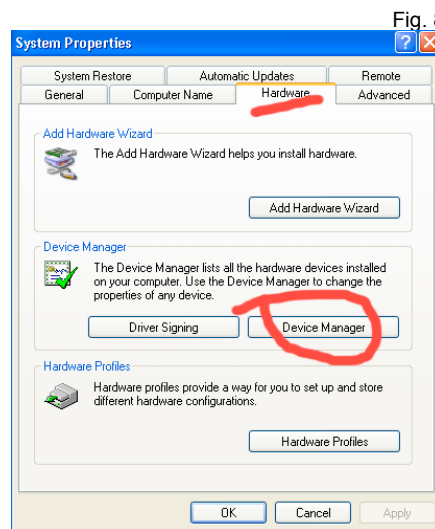 Fig. 8
System Properties
System Restore Automatic Updates Remote
General Computer Name Hardware Advanced
Add Hardware Wizard
The Add Hardware Wizard helps you install hardware.
Add Hardware Wizard
Device Manager
The Device Manager lists all the hardware devices installed
on your computer. Use the Device Manager to change the
properties of any device.
Driver Signing Device Manager
Hardware Profiles
Hardware profiles provide a way for you to set up and store
different hardware configurations.
Hardware Profiles
OK Cancel Apply